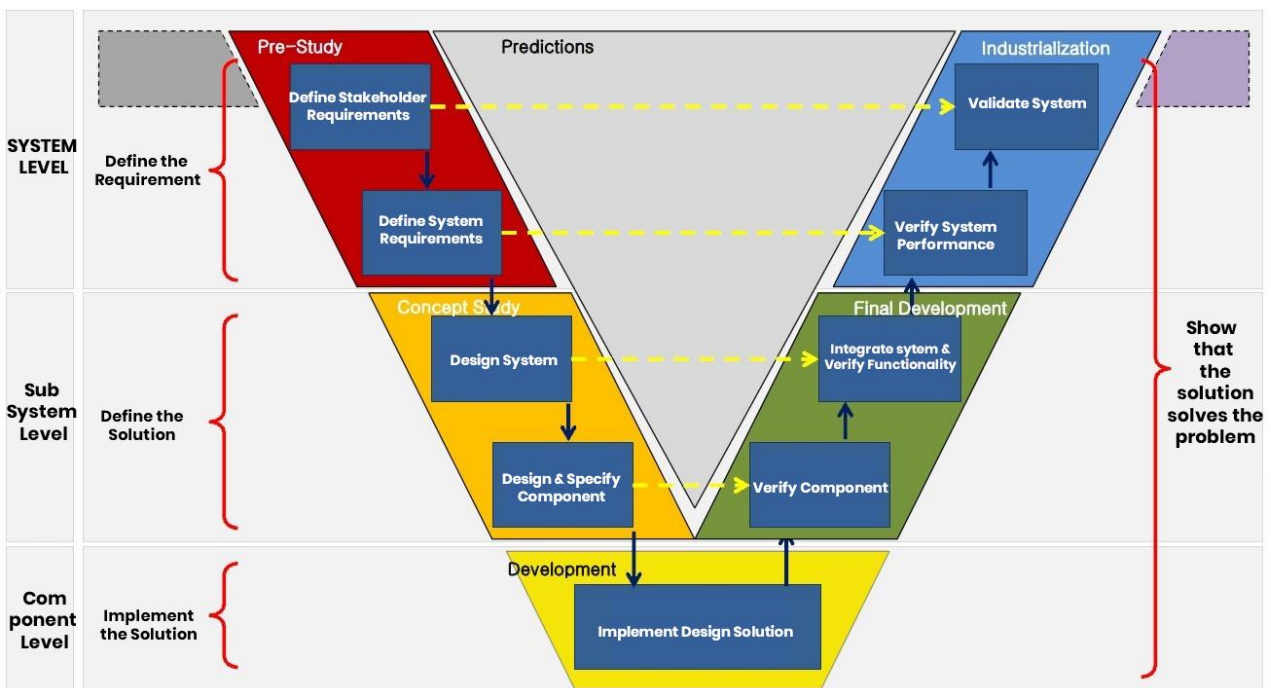 Pre-Study
Predictions
Industrialization
Define Stakeholder
Requirements
Validate System
SYSTEM
LEVEL
Define the
Requirement
Define System
Requirements
Verify System
Performance
Concept Study
Final Development
Design System
Integrate sytem &
Verify Functionality
Show
that
the
solution
solves the
problem
Sub
System
Level
Define the
Solution
Design & Specify
Component
Verify Component
Development
Com
ponent
Level
Implement
the Solution
Implement Design Solution